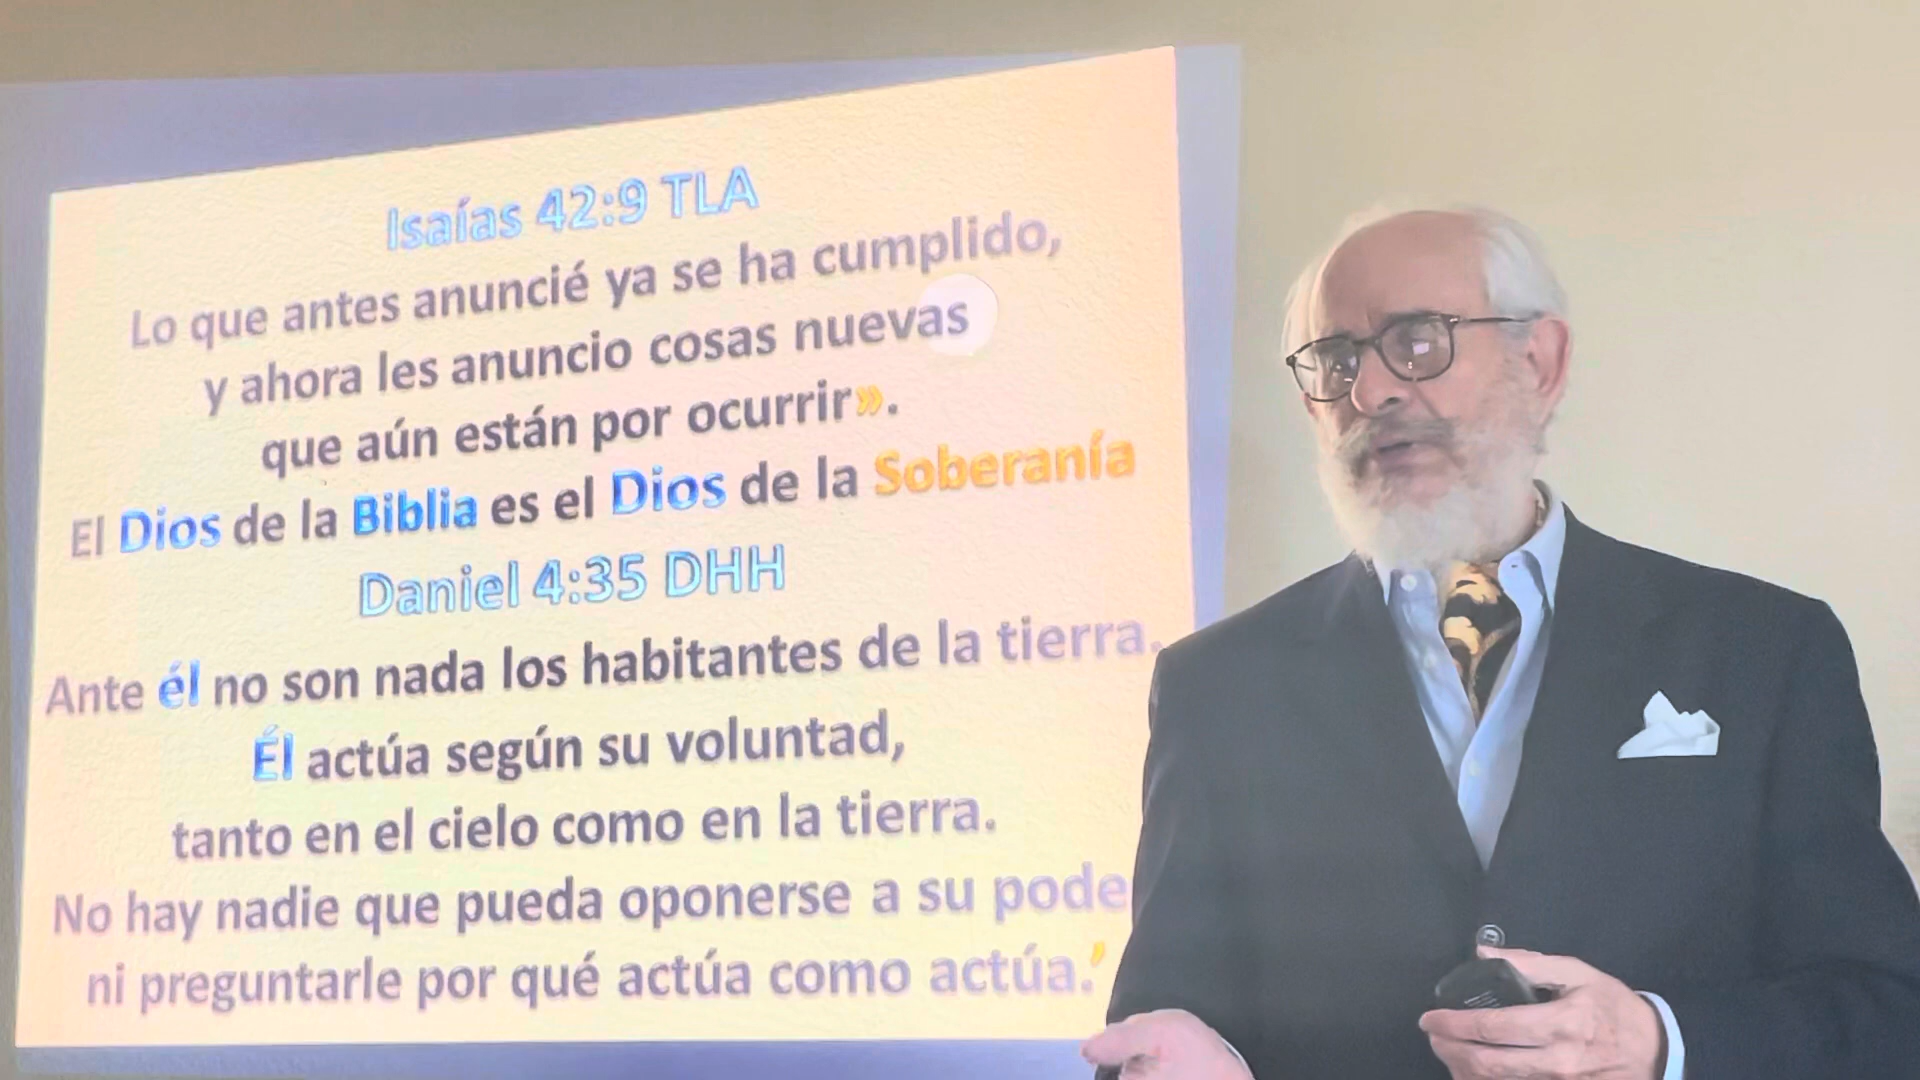 Isaías 42:9 TLA
Lo que antes anuncié ya se ha cumplido,
y ahora les anuncio cosas nuevas
que aún están por ocurrir».
El Dios de la Biblia es el Dios de la Soberanía
Daniel 4:35 DHH
Ante él no son nada los habitantes de la tierra.
Él actúa según su voluntad,
tanto en el cielo como en la tierra.
No hay nadie que pueda oponerse a su pode
ni preguntarle por qué actúa como actúa.’